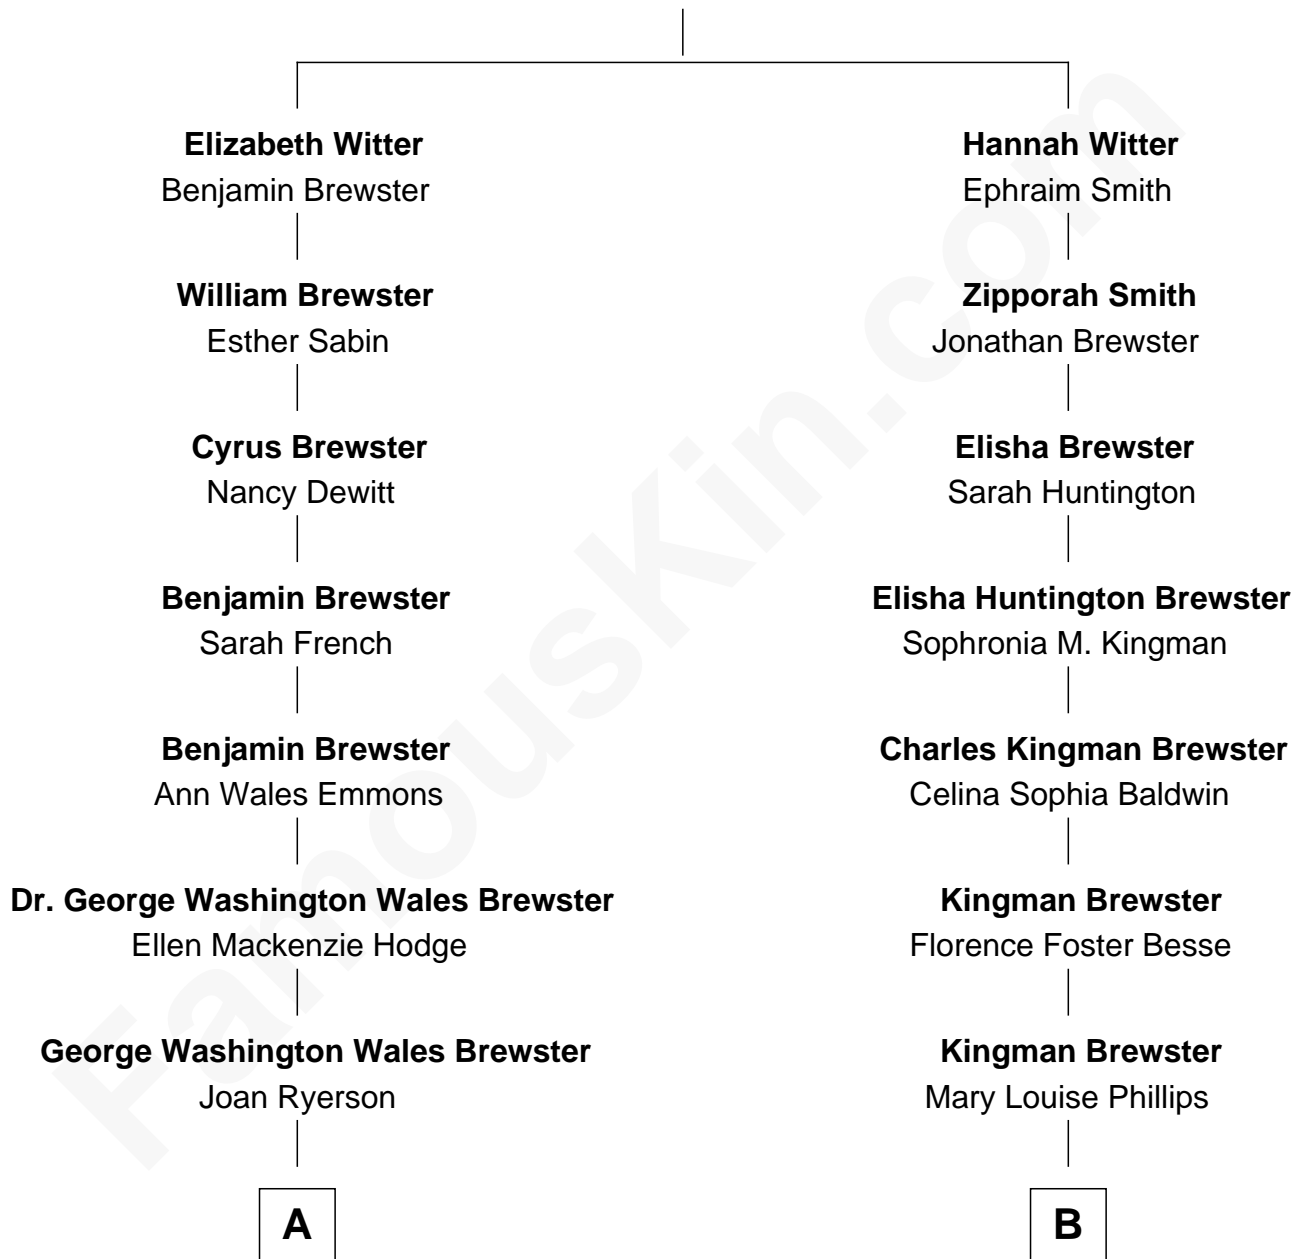 Elizabeth Witter
Benjamin Brewster
William Brewster
Esther Sabin
Cyrus Brewster
Nancy Dewitt
Benjamin Brewster
Sarah French
Benjamin Brewster
Ann Wales Emmons
Dr. George Washington Wales Brewster
Ellen Mackenzie Hodge
George Washington Wales Brewster
Joan Ryerson
A
Hannah Witter
Ephraim Smith
Zipporah Smith
Jonathan Brewster
Elisha Brewster
Sarah Huntington
Elisha Huntington Brewster
Sophronia M. Kingman
Charles Kingman Brewster
Celina Sophia Baldwin
Kingman Brewster
Florence Foster Besse
Kingman Brewster
Mary Louise Phillips
B
FamousKin.com